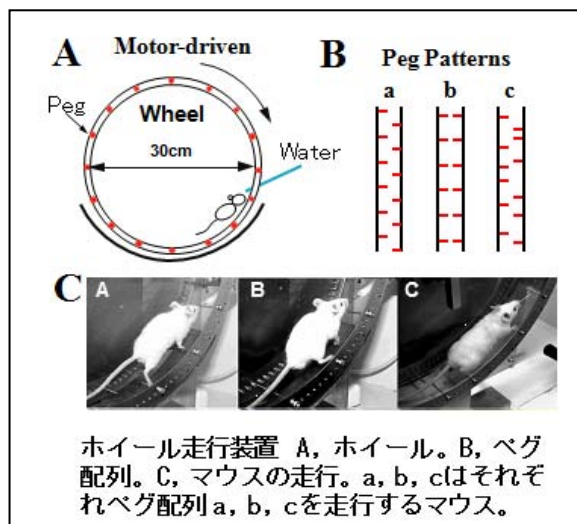 A Motor-driven
Peg
Wheel
30cm
Water
B Peg Patterns
a b c
C
A B C
ホイール走行装置 A, ホイール。B, ペグ
配列。C, マウスの走行。a, b, cはそれぞ
れペグ配列a, b, cを走行するマウス。